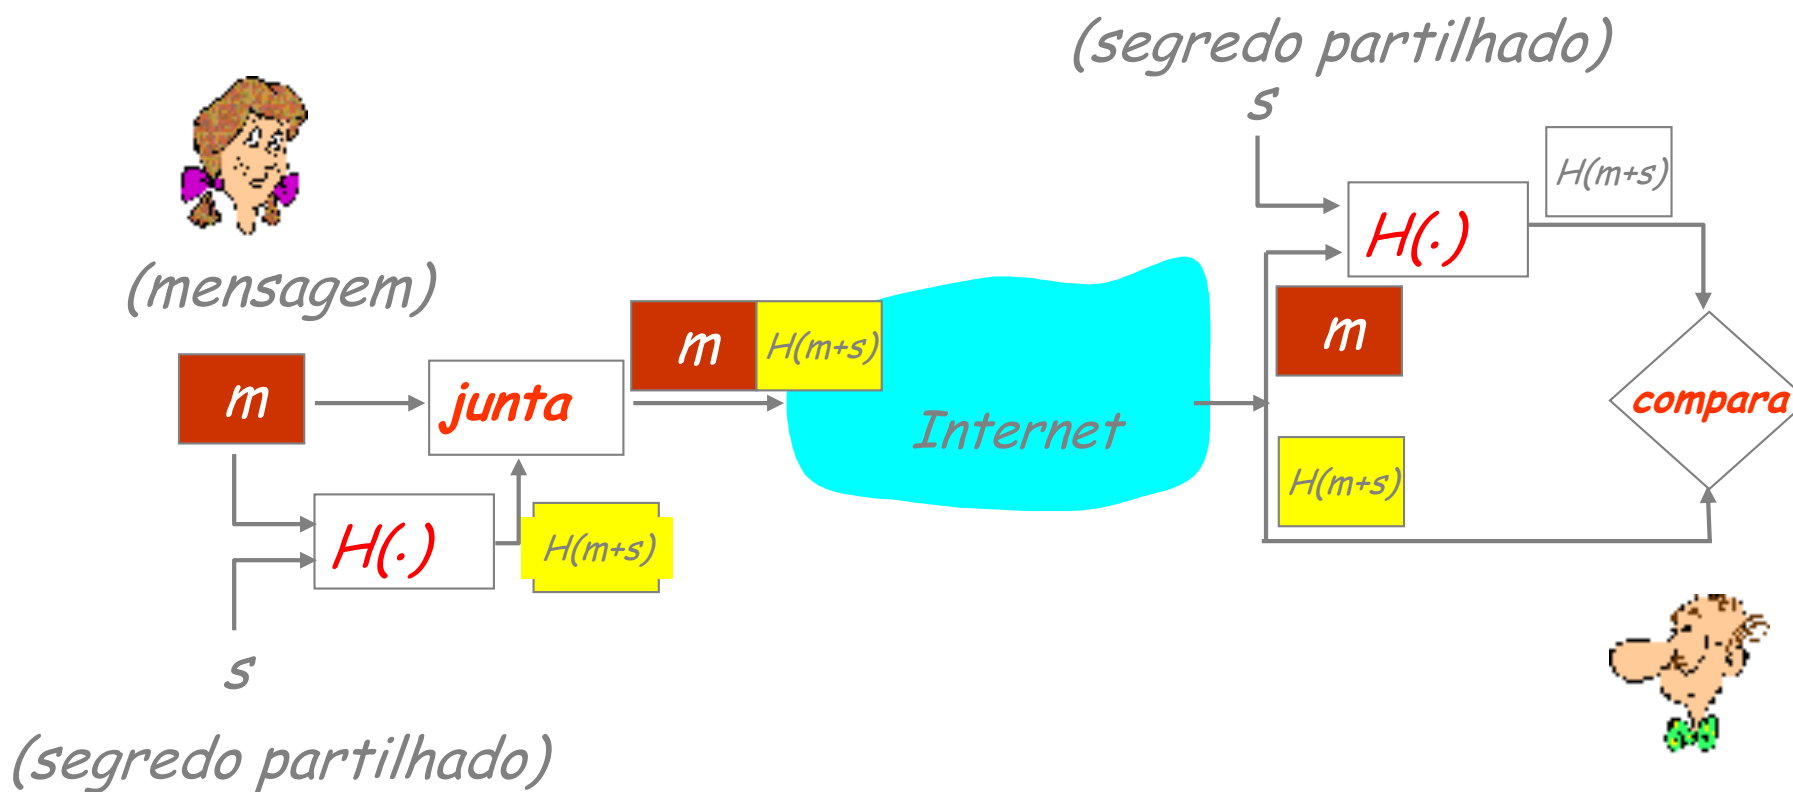 (segredo partilhado)
s
H(m+s)
H(.)
(mensagem)
m H(m+s)
m
m
junta
compara
Internet
H(m+s)
H(.)
H(m+s)
s
(segredo partilhado)